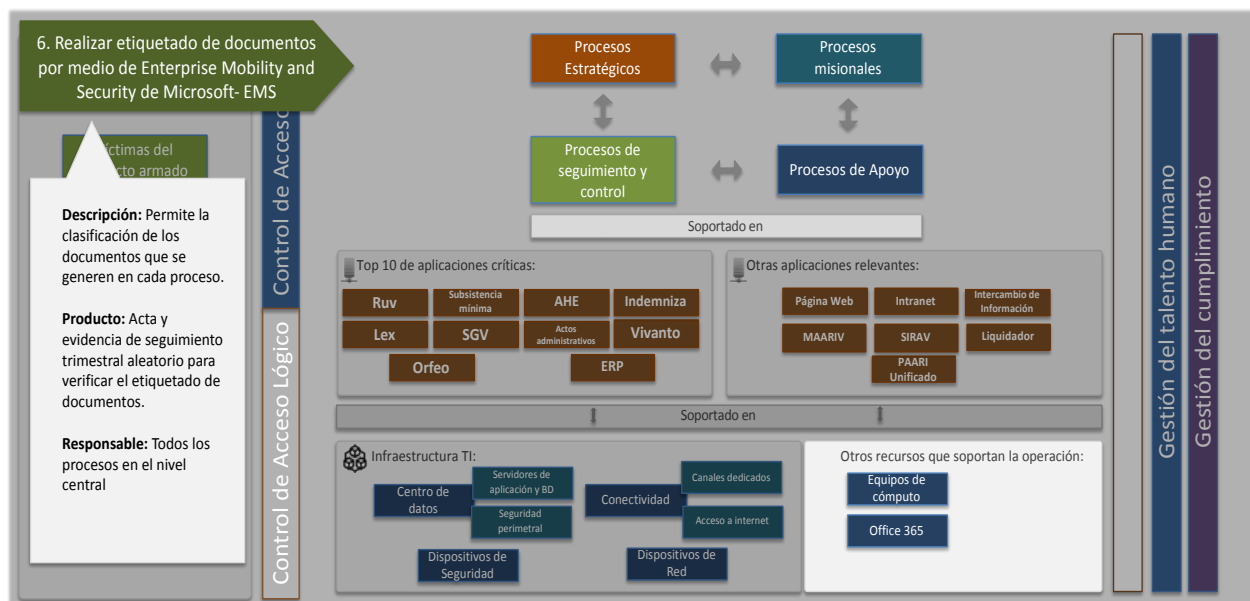 6. Realizar etiquetado de documentos
por medio de Enterprise Mobility and
Security de Microsoft- EMS
armado
Descripción: Permite la
clasificación de los
documentos que se
generen en cada proceso.
Producto: Acta y
evidencia de seguimiento
trimestral aleatorio para
verificar el etiquetado de
documentos.
Responsable: Todos los
procesos en el nivel
central
Control de Acceso
Control de Acceso Lógico
Procesos
Estratégicos
Procesos
misionales
Procesos de
seguimiento y
control
Procesos de Apoyo
Soportado en
Top 10 de aplicaciones críticas:
Ruv
Subsistencia
mínima
AHE
Indemniza
Lex
SGV
Actos
administrativos
Vivanto
Orfeo
ERP
Otras aplicaciones relevantes:
Página Web
Intranet
Intercambio de
Información
MAARIV
SIRAV
Liquidador
PAARI
Unificado
Soportado en
Infraestructura TI:
Centro de
datos
Servidores de
aplicación y BD
Seguridad
perimetral
Conectividad
Canales dedicados
Acceso a internet
Dispositivos de
Seguridad
Dispositivos de
Red
Otros recursos que soportan la operación:
Equipos de
cómputo
Office 365
Gestión del talento humano
Gestión del cumplimiento